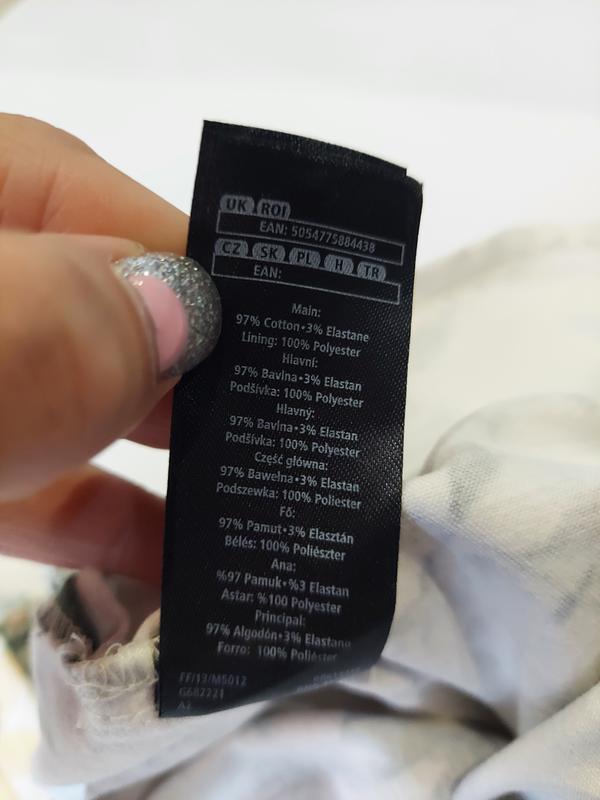 UK ROI
EAN: 5054775884438
CZ SK PL H TR
EAN:
Main:
97% Cotton•3% Elastane
Lining: 100% Polyester
Hlavní:
97% Bavlna•3% Elastan
Podšívka: 100% Polyester
Hlavný:
97% Bavlna•3% Elastan
Podšívka: 100% Polyester
Część główna:
97% Bawełna•3% Elastan
Podszewka: 100% Poliester
Fő:
97% Pamut•3% Elasztán
Bélés: 100% Poliészter
Ana:
%97 Pamuk•%3 Elastan
Astar: %100 Polyester
Principal:
97% Algodón•3% Elastano
Forro: 100% Poliéster
FF/13/M5012
G682221